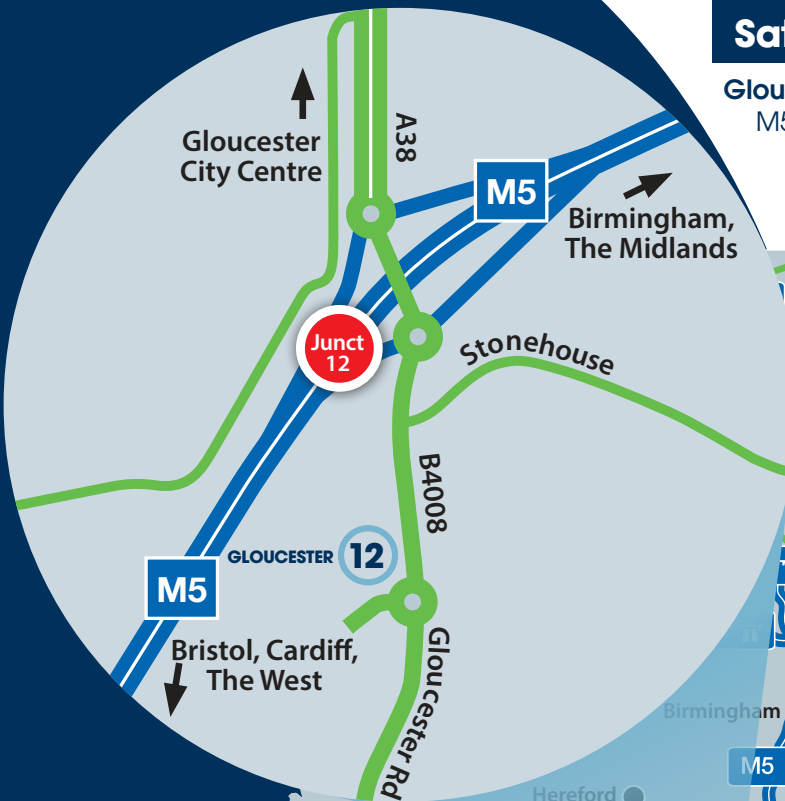 Gloucester
City Centre
A38
M5
Birmingham,
The Midlands
Junct
12
Stonehouse
B4008
GLOUCESTER 12
M5
Bristol, Cardiff,
The West
Gloucester Rd
Birmingham
M5
Hereford